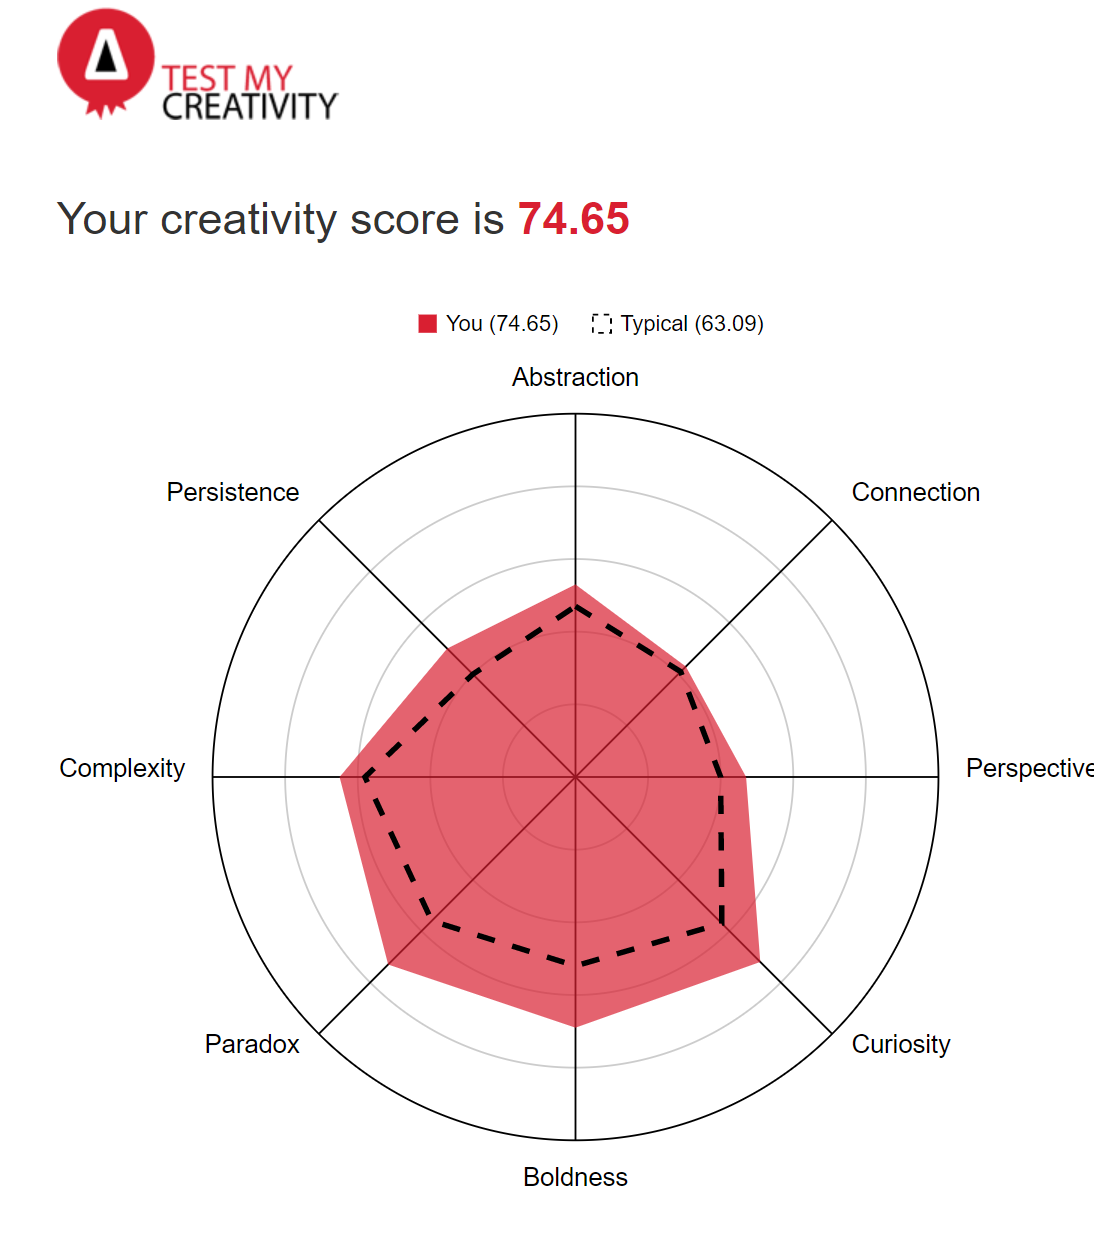 TEST MY
CREATIVITY
Your creativity score is 74.65
You (74.65) Typical (63.09)
Abstraction
Persistence
Connection
Complexity
Perspective
Paradox
Curiosity
Boldness